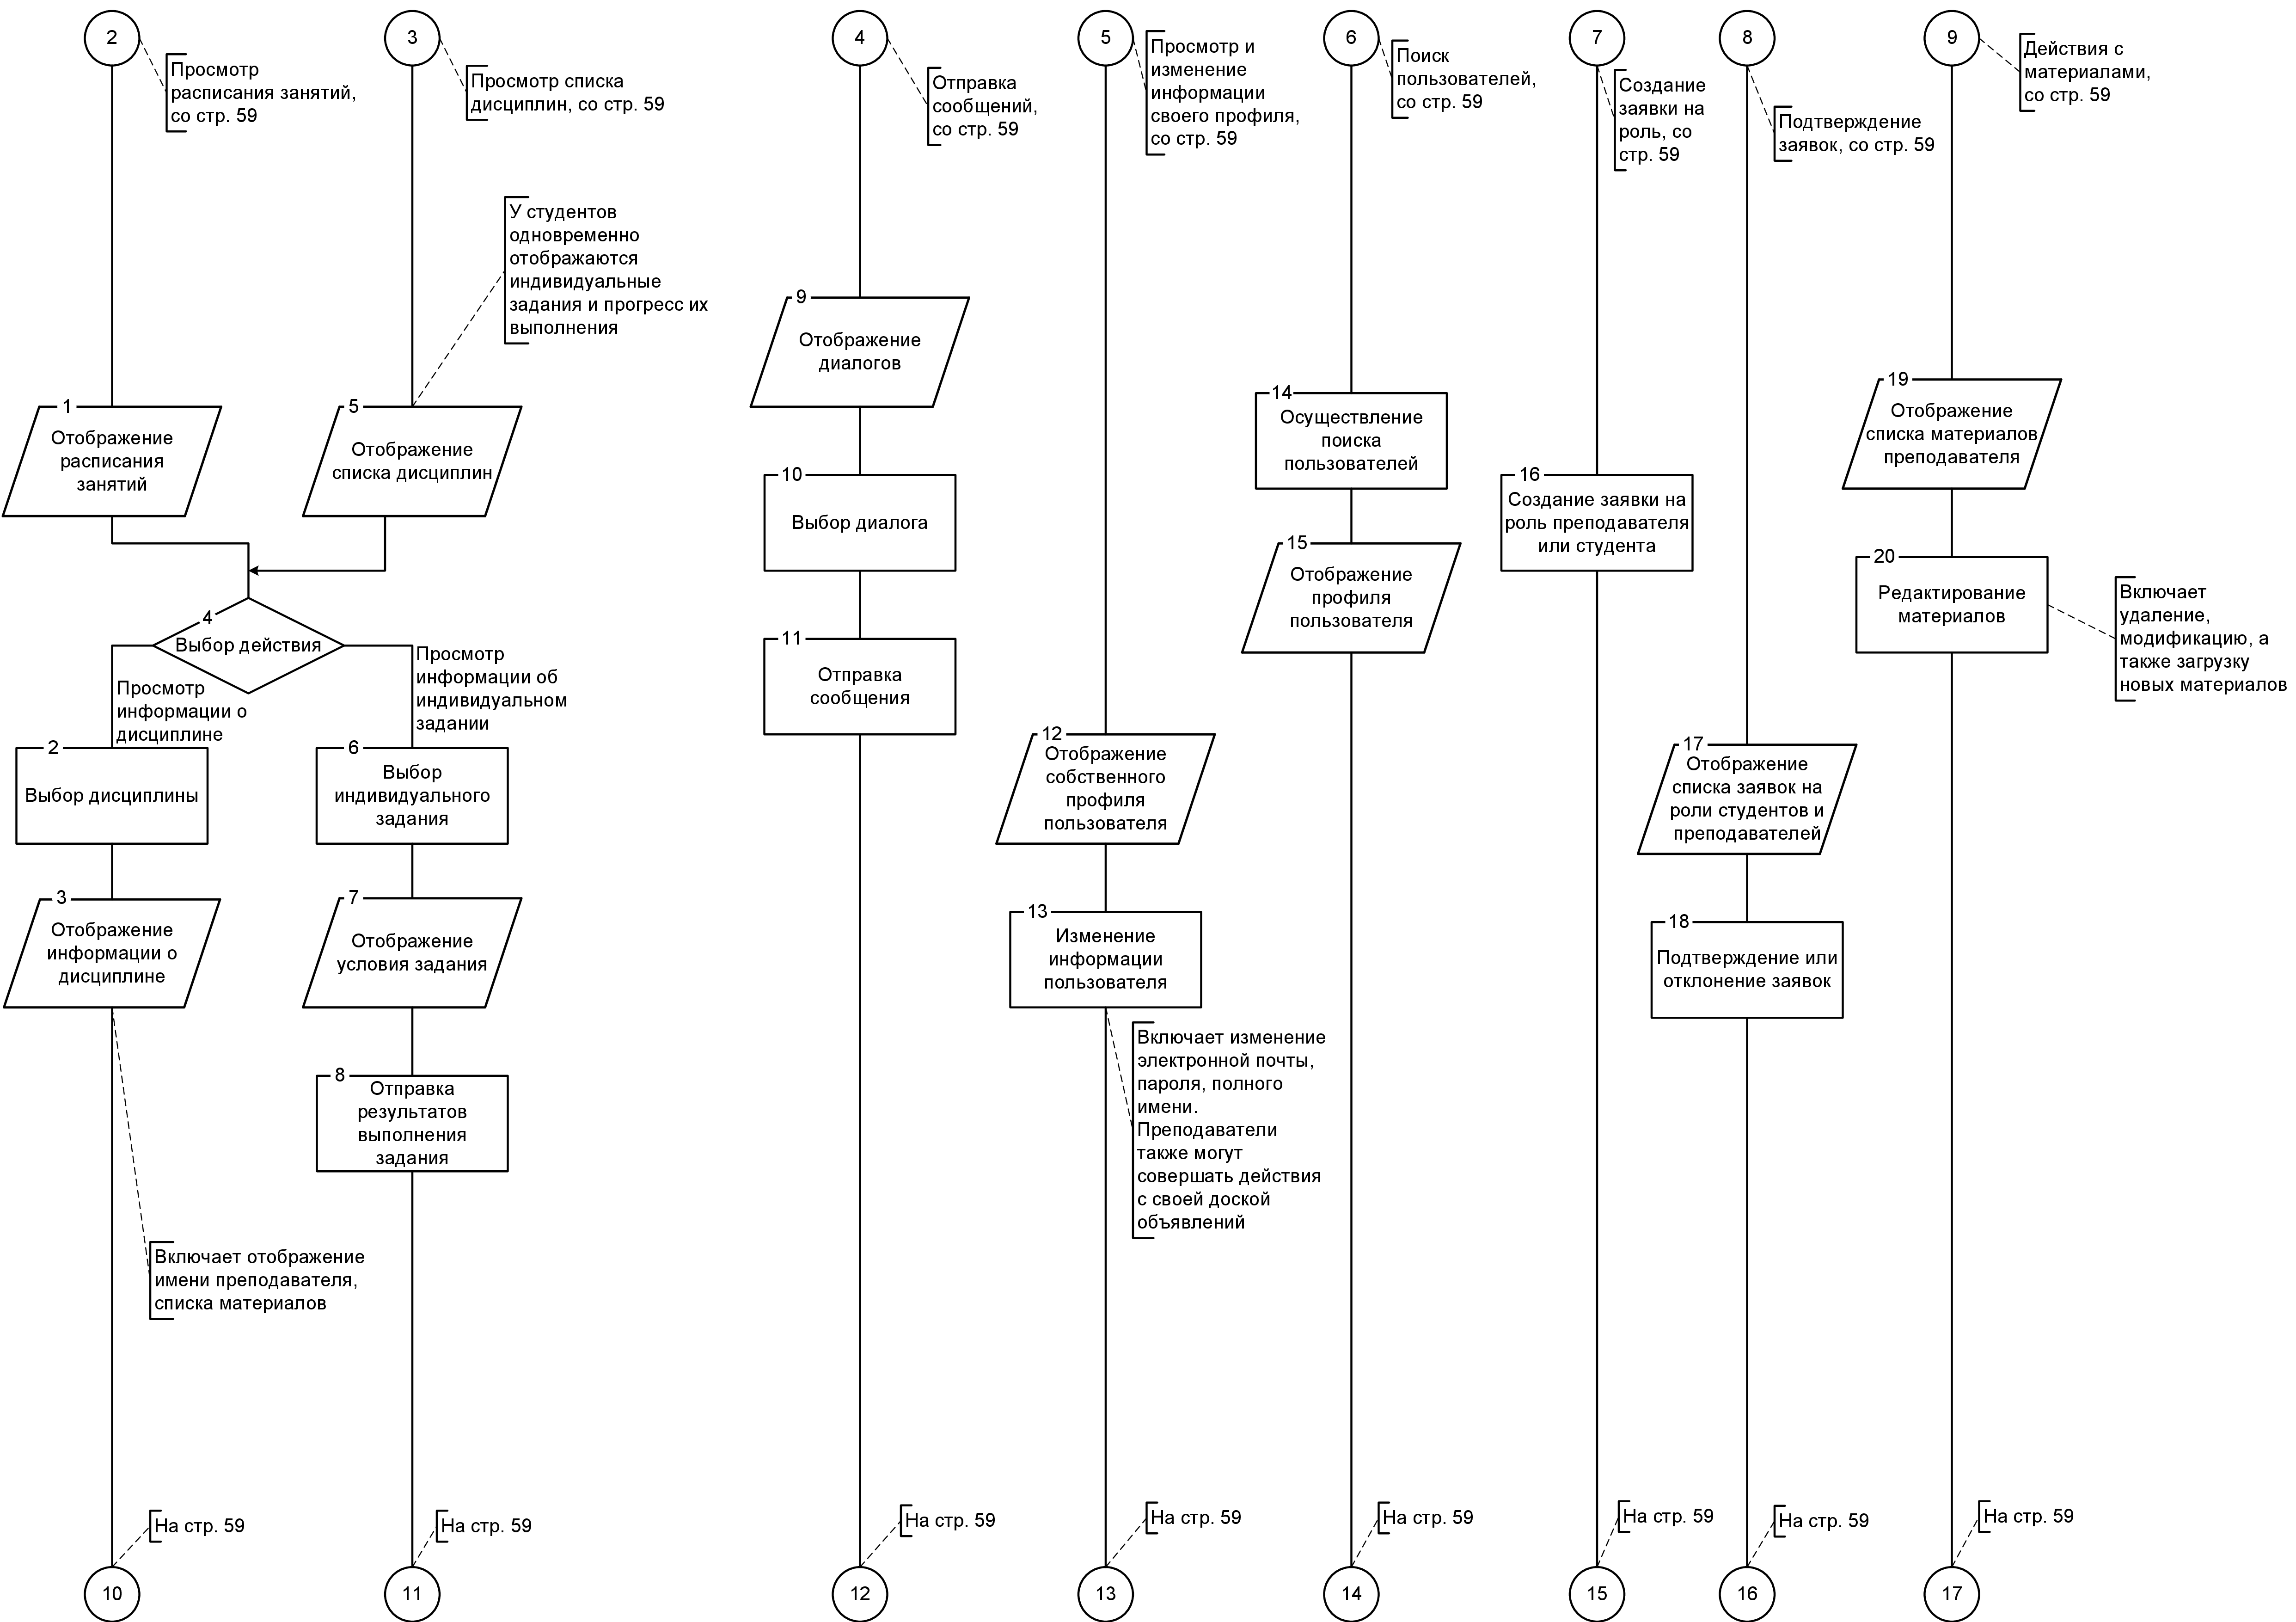 2
Просмотр
расписания занятий,
со стр. 59
3
Просмотр списка
дисциплин, со стр. 59
4
Отправка
сообщений,
со стр. 59
5
Просмотр и
изменение
информации
своего профиля,
со стр. 59
6
Поиск
пользователей,
со стр. 59
7
Создание
заявки на
роль, со
стр. 59
8
Подтверждение
заявок, со стр. 59
9
Действия с
материалами,
со стр. 59
У студентов
одновременно
отображаются
индивидуальные
задания и прогресс их
выполнения
1
Отображение
расписания
занятий
5
Отображение
списка дисциплин
4
Выбор действия
Просмотр
информации о
дисциплине
Просмотр
информации об
индивидуальном
задании
2
Выбор дисциплины
3
Отображение
информации о
дисциплине
Включает отображение
имени преподавателя,
списка материалов
6
Выбор
индивидуального
задания
7
Отображение
условия задания
8
Отправка
результатов
выполнения
задания
9
Отображение
диалогов
10
Выбор диалога
11
Отправка
сообщения
12
Отображение
собственного
профиля
пользователя
13
Изменение
информации
пользователя
Включает изменение
электронной почты,
пароля, полного
имени.
Преподаватели
также могут
совершать действия
с своей доской
объявлений
14
Осуществление
поиска
пользователей
15
Отображение
профиля
пользователя
16
Создание заявки на
роль преподавателя
или студента
17
Отображение
списка заявок на
роли студентов и
преподавателей
18
Подтверждение или
отклонение заявок
19
Отображение
списка материалов
преподавателя
20
Редактирование
материалов
Включает
удаление,
модификацию, а
также загрузку
новых материалов
На стр. 59
10
На стр. 59
11
На стр. 59
12
На стр. 59
13
На стр. 59
14
На стр. 59
15
На стр. 59
16
На стр. 59
17